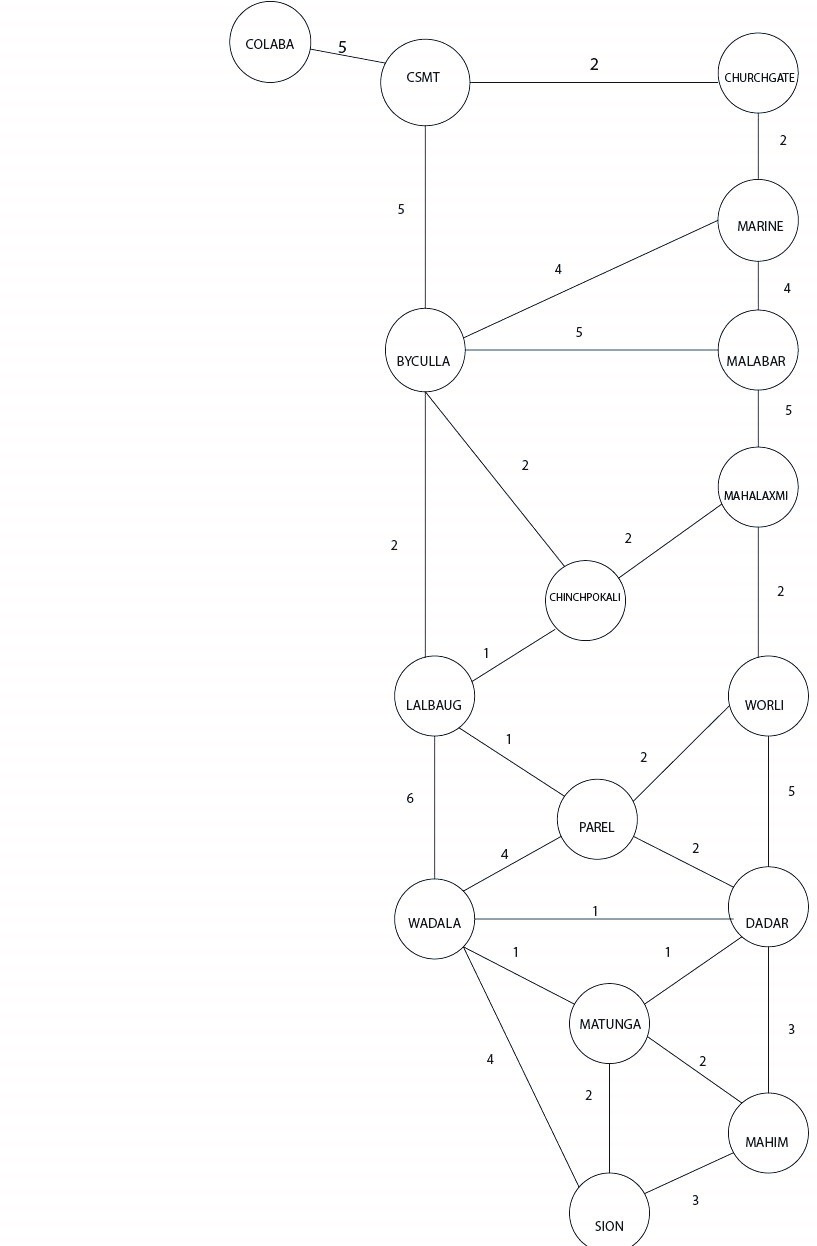 COLABA
5
CSMT
2
CHURCHGATE
2
5
MARINE
4
4
5
BYCULLA
MALABAR
5
2
MAHALAXMI
2
2
2
CHINCHPOKALI
1
LALBAUG
WORLI
1
2
6
5
PAREL
4
2
1
WADALA
DADAR
1
1
MATUNGA
3
4
2
2
MAHIM
3
SION